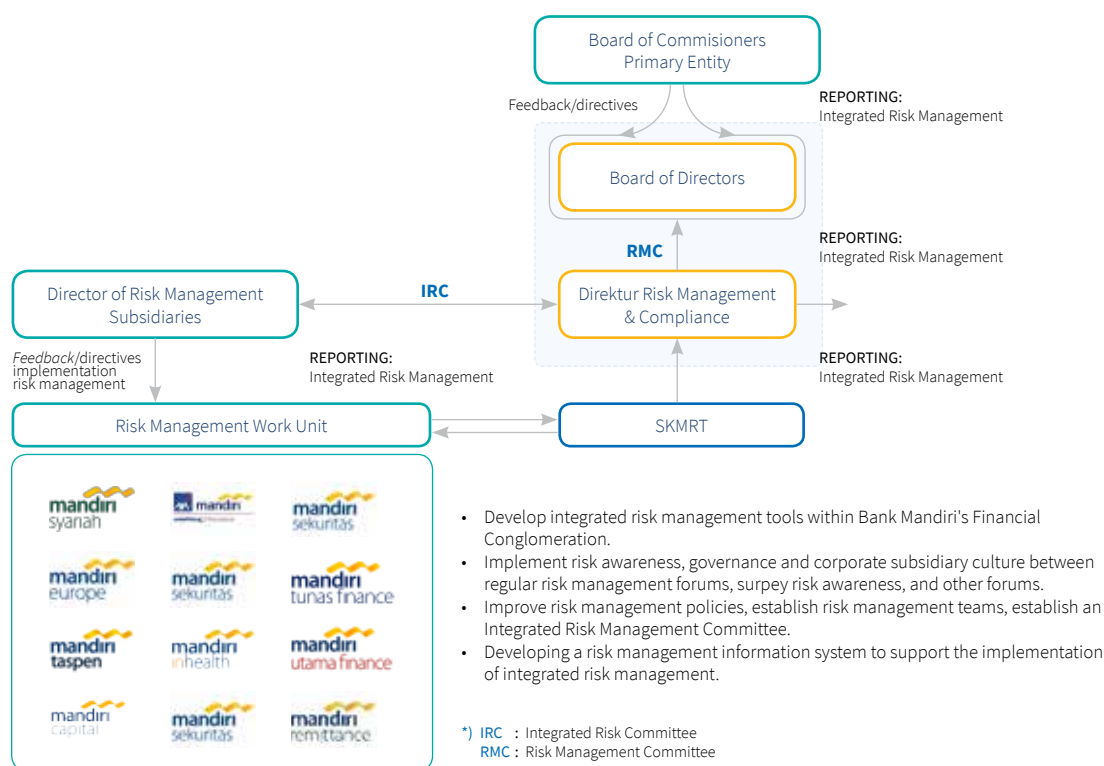 Board of Commisioners
Primary Entity
Feedback/directives
REPORTING:
Integrated Risk Management
Board of Directors
RMC
REPORTING:
Integrated Risk Management
Director of Risk Management
Subsidiaries
IRC
Direktur Risk Management
& Compliance
Feedback/directives
implementation
risk management
REPORTING:
Integrated Risk Management
REPORTING:
Integrated Risk Management
Risk Management Work Unit
SKMRT
mandiri
syariah
AXA mandiri
mandiri
sekuritas
mandiri
europe
mandiri
sekuritas
mandiri
tunas finance
mandiri
taspen
mandiri
inhealth
mandiri
utama finance
mandiri
capital
mandiri
sekuritas
mandiri
remittance
• Develop integrated risk management tools within Bank Mandiri's Financial
Conglomeration.
• Implement risk awareness, governance and corporate subsidiary culture between
regular risk management forums, surpey risk awareness, and other forums.
• Improve risk management policies, establish risk management teams, establish an
Integrated Risk Management Committee.
• Developing a risk management information system to support the implementation
of integrated risk management.
*) IRC : Integrated Risk Committee
RMC : Risk Management Committee